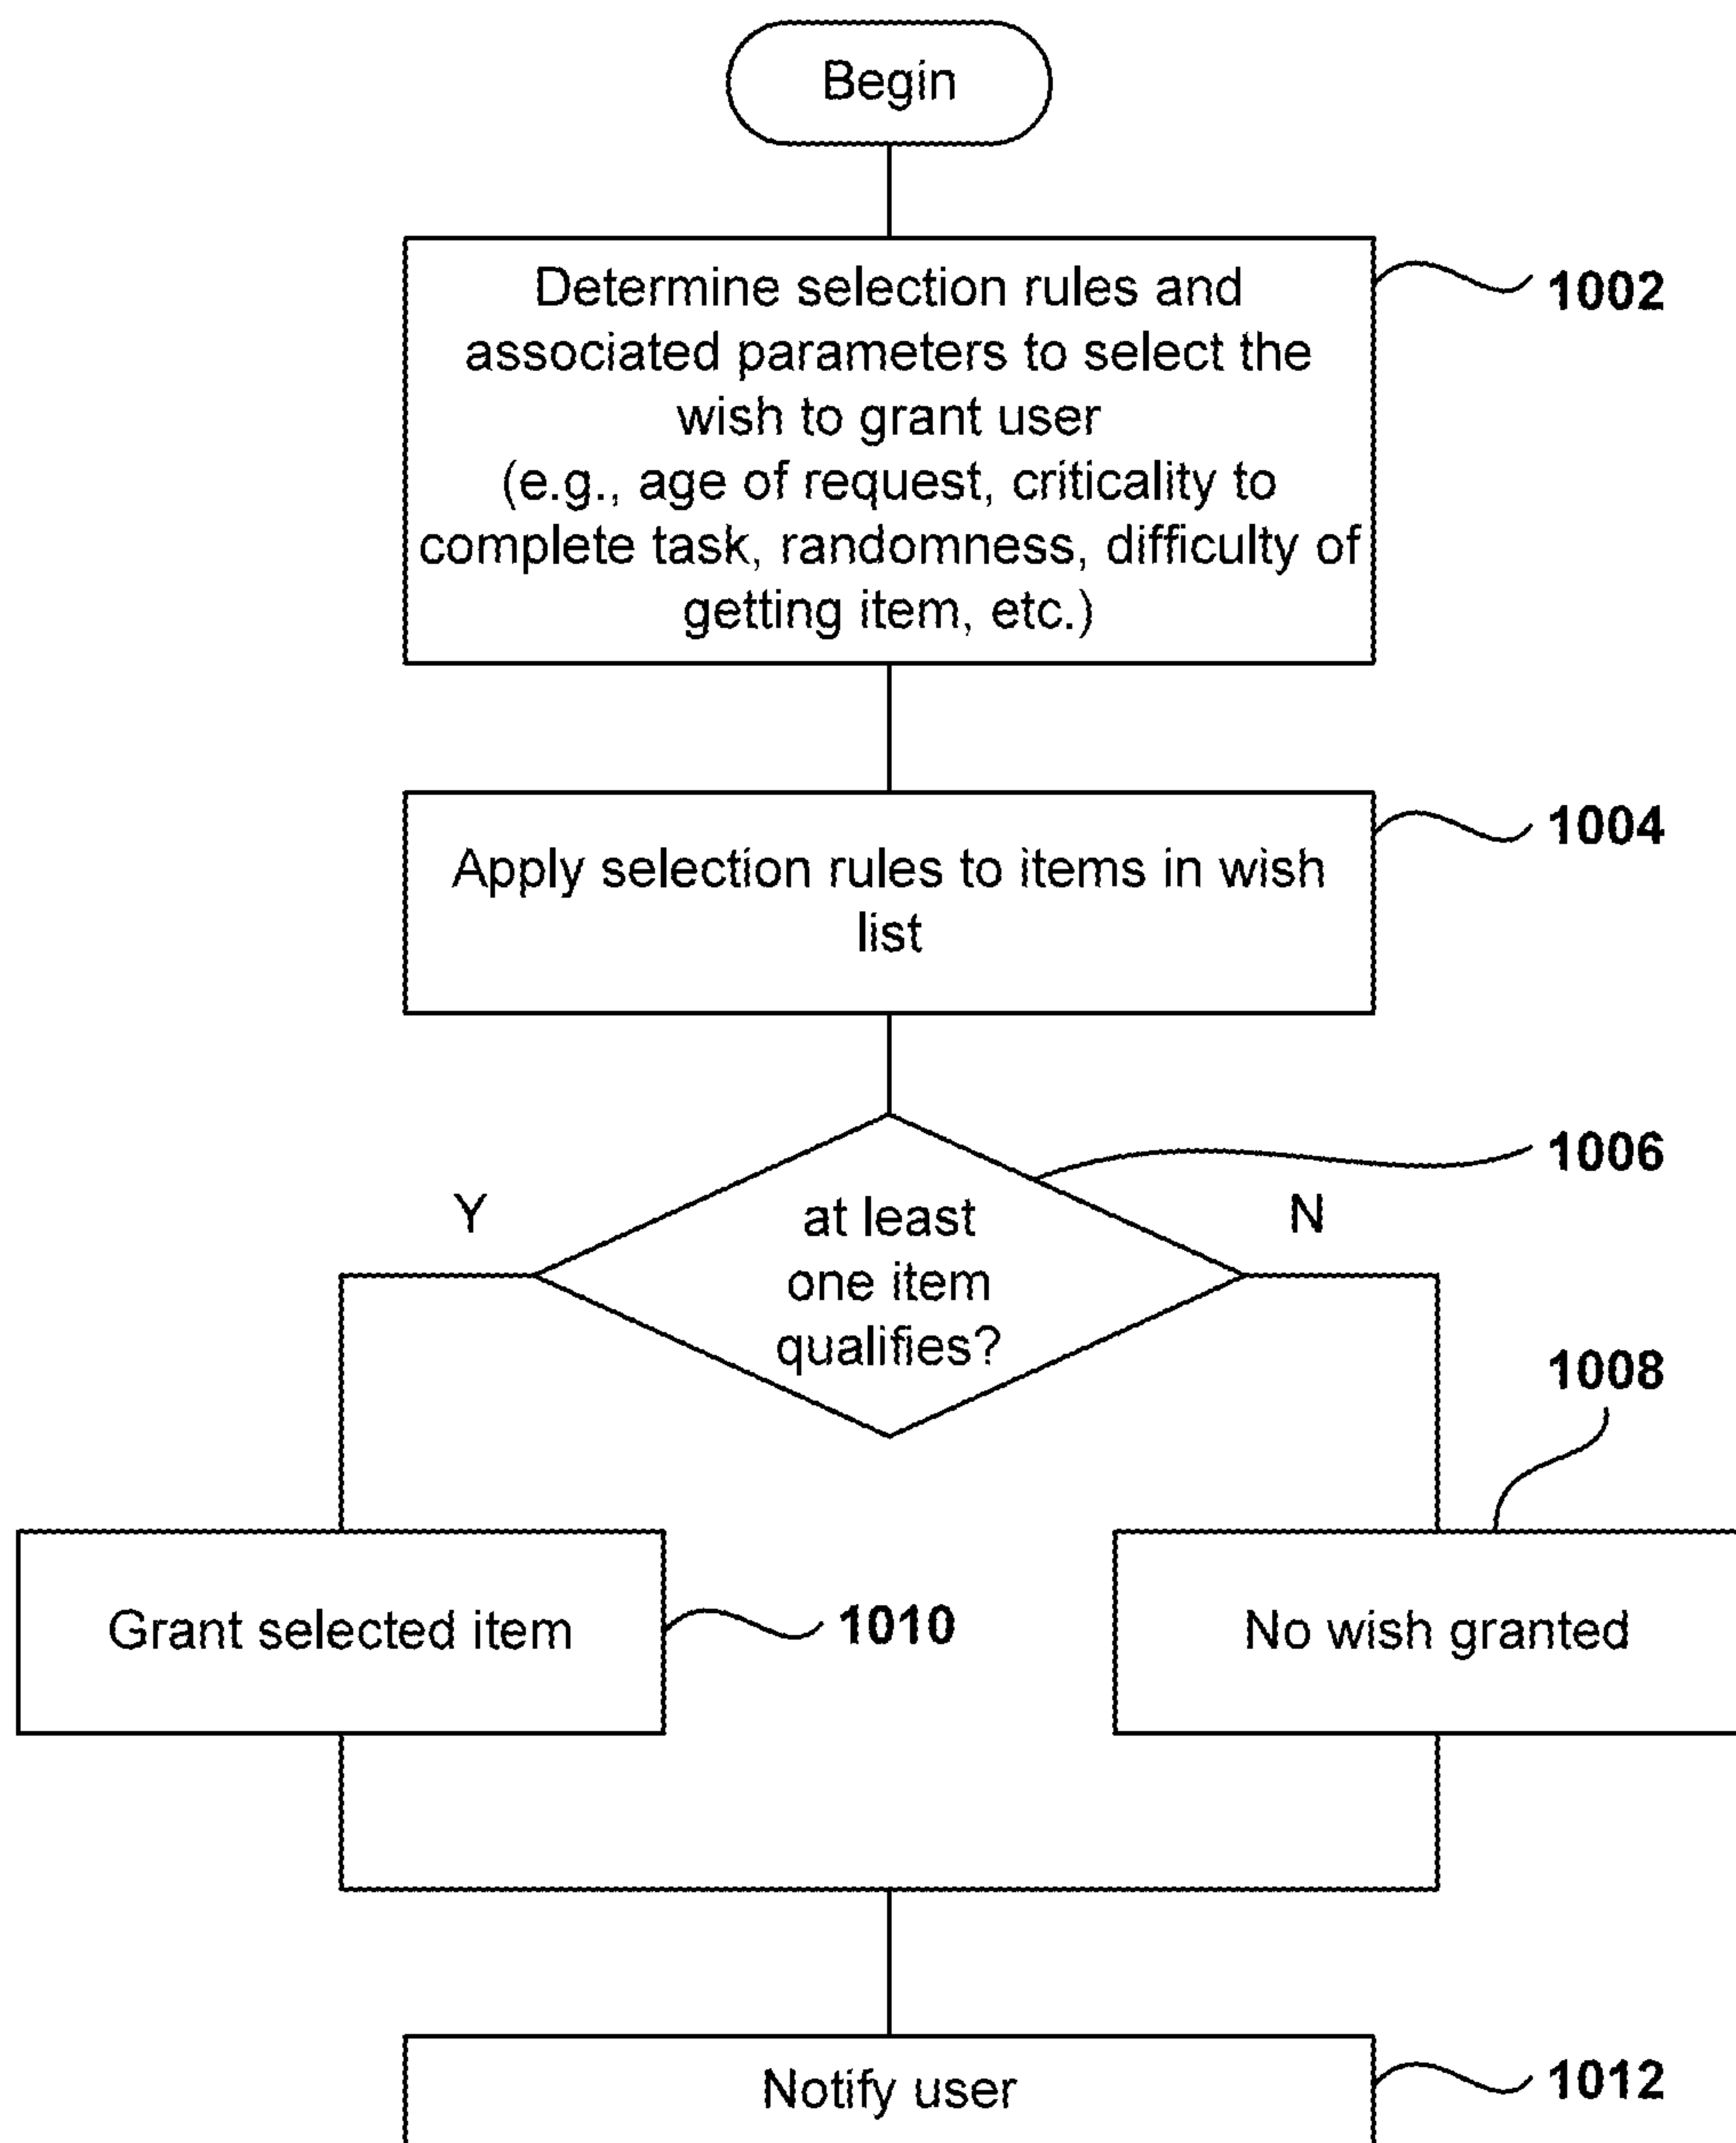 Begin
Determine selection rules and
associated parameters to select the
wish to grant user
(e.g., age of request, criticality to
complete task, randomness, difficulty of
getting item, etc.)
1002
Apply selection rules to items in wish
list
1004
1006
Y
N
at least
one item
qualifies?
1008
Grant selected item
1010
No wish granted
Notify user
1012